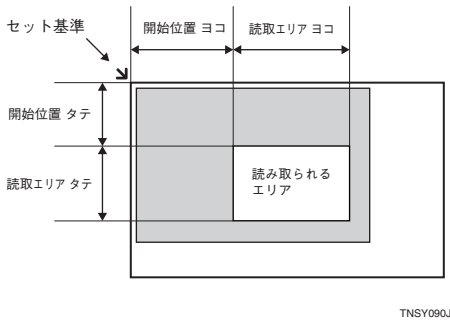 セット基準
開始位置 ヨコ
読取エリア ヨコ
開始位置 タテ
読取エリア タテ
読み取られる
エリア
TNSY090J